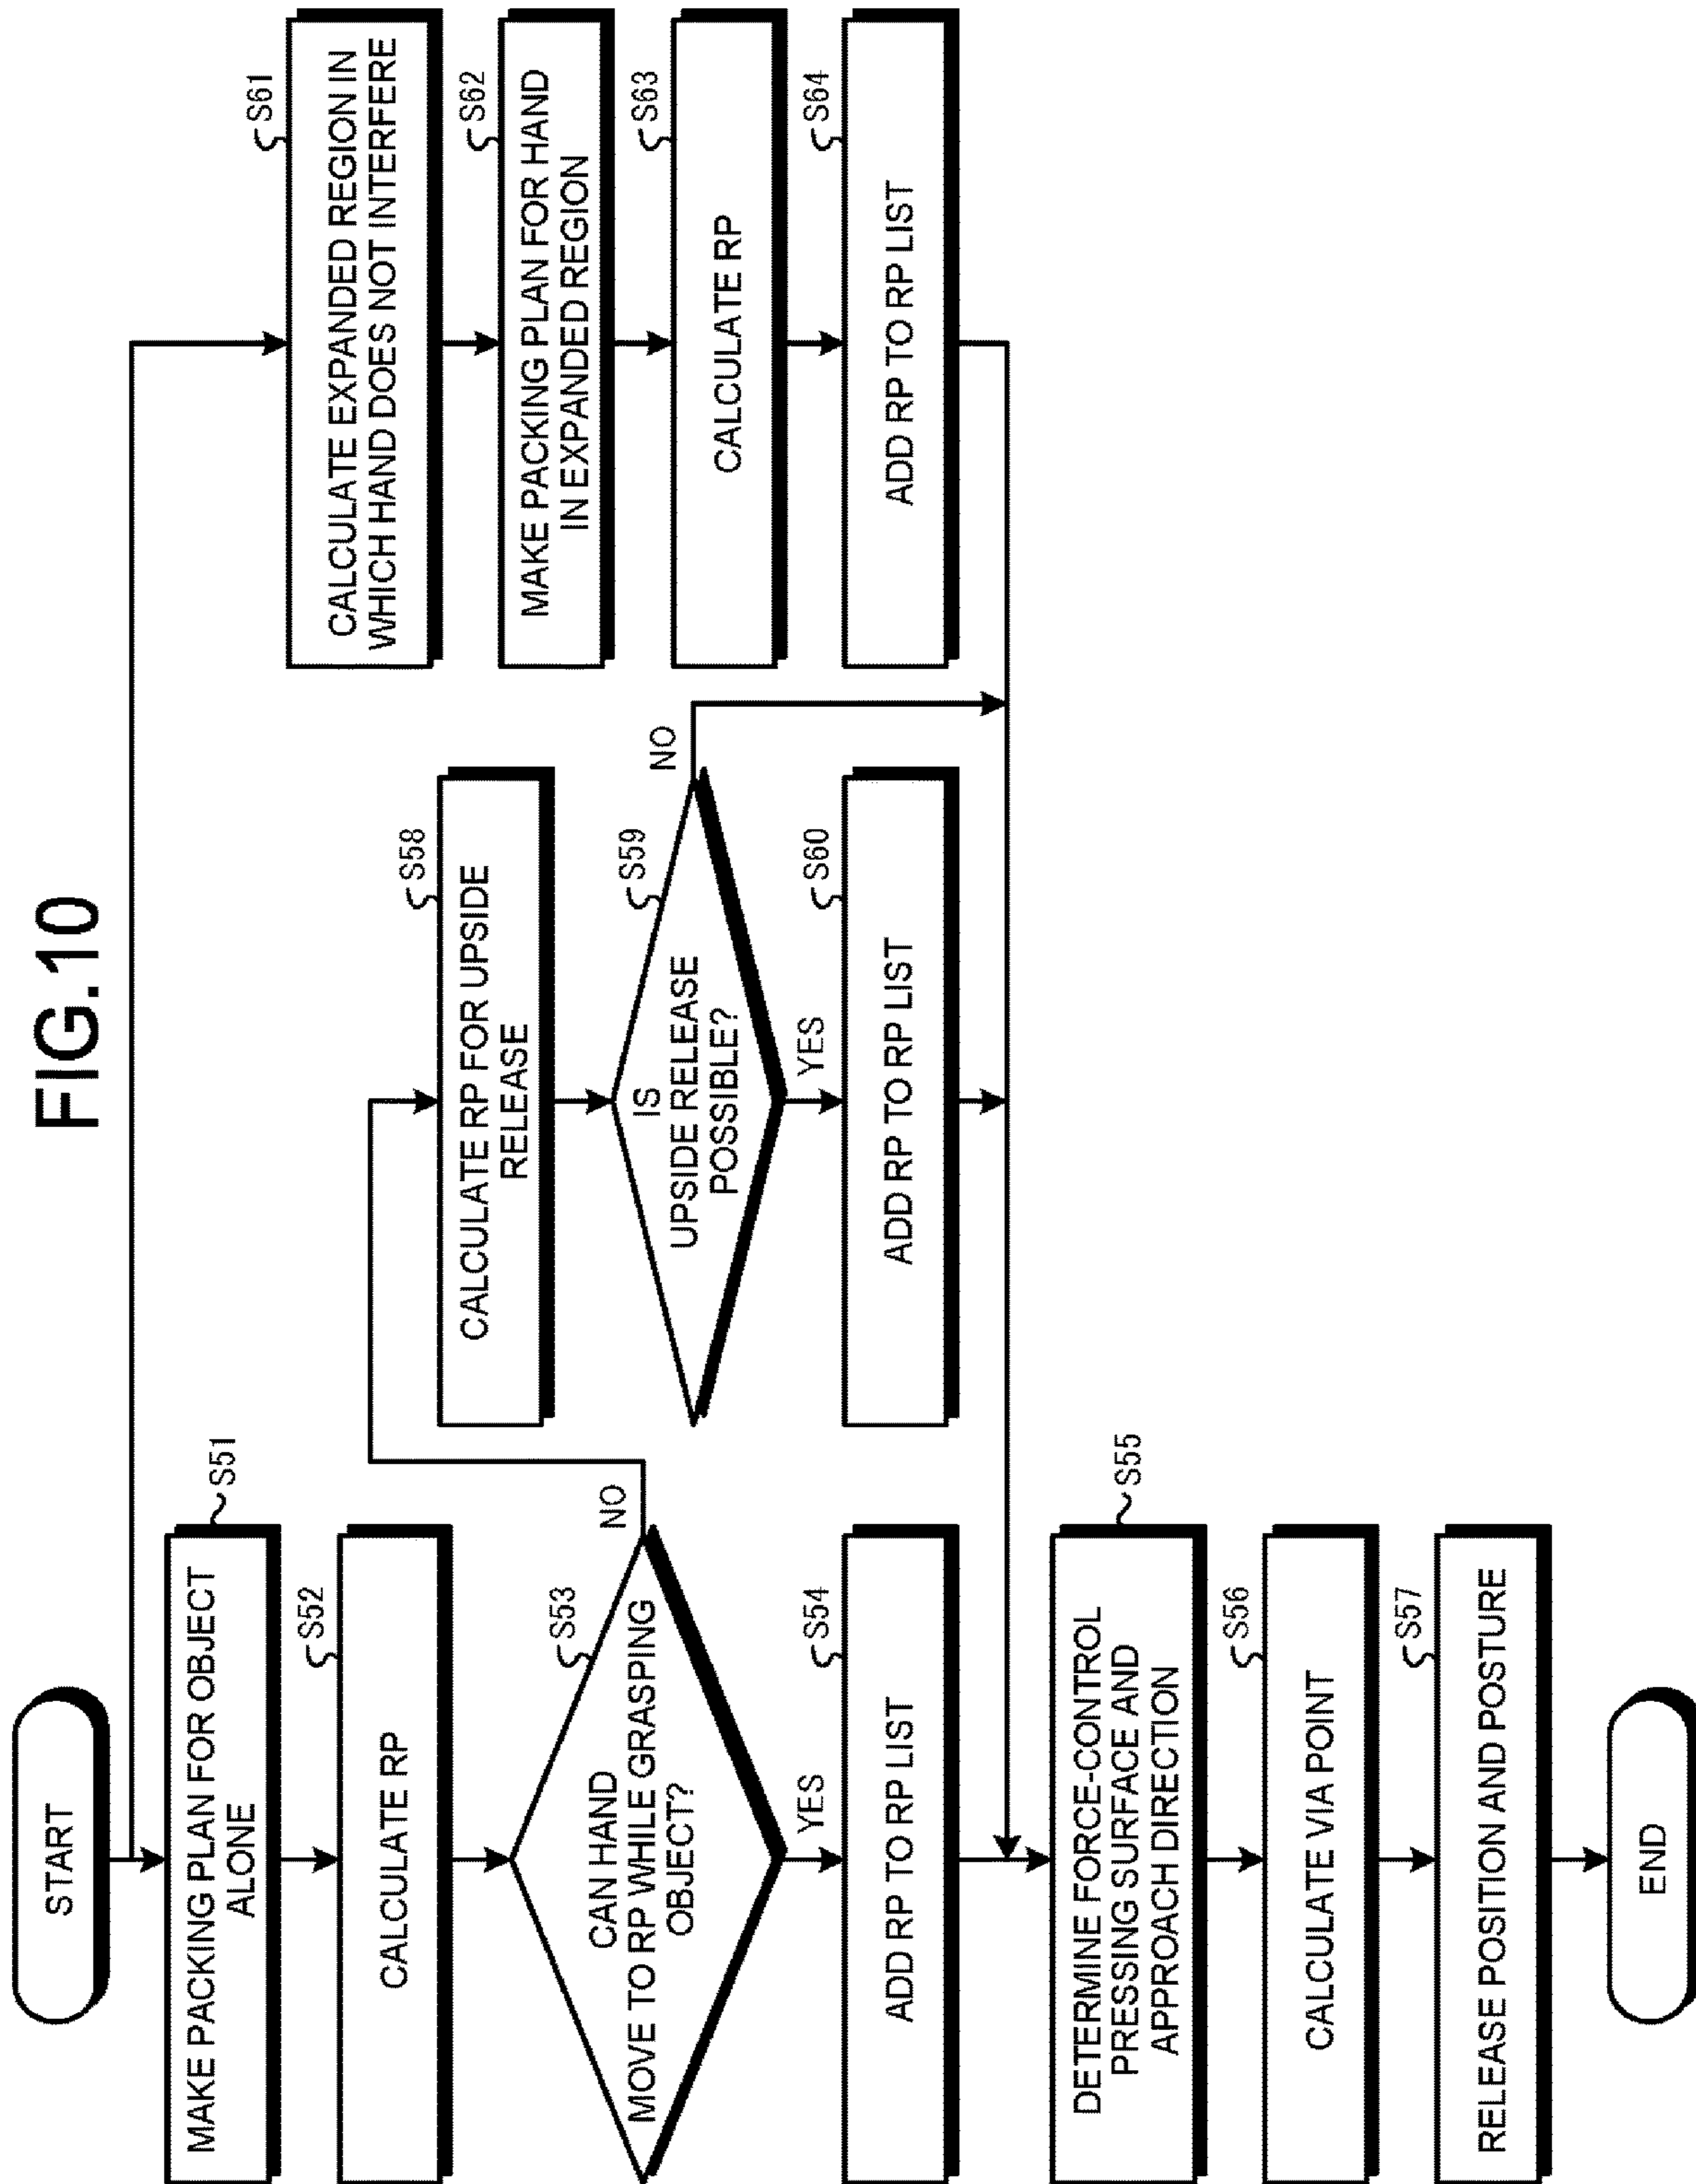 FIG.10
START
S51
MAKE PACKING PLAN FOR OBJECT
ALONE
S52
CALCULATE RP
S53
CAN HAND
MOVE TO RP WHILE GRASPING
OBJECT?
NO
YES
S54
ADD RP TO RP LIST
S55
DETERMINE FORCE-CONTROL
PRESSING SURFACE AND
APPROACH DIRECTION
S56
CALCULATE VIA POINT
S57
RELEASE POSITION AND POSTURE
END
S58
CALCULATE RP FOR UPSIDE
RELEASE
S59
IS
UPSIDE RELEASE
POSSIBLE?
NO
YES
S60
ADD RP TO RP LIST
S61
CALCULATE EXPANDED REGION IN
WHICH HAND DOES NOT INTERFERE
S62
MAKE PACKING PLAN FOR HAND
IN EXPANDED REGION
S63
CALCULATE RP
S64
ADD RP TO RP LIST